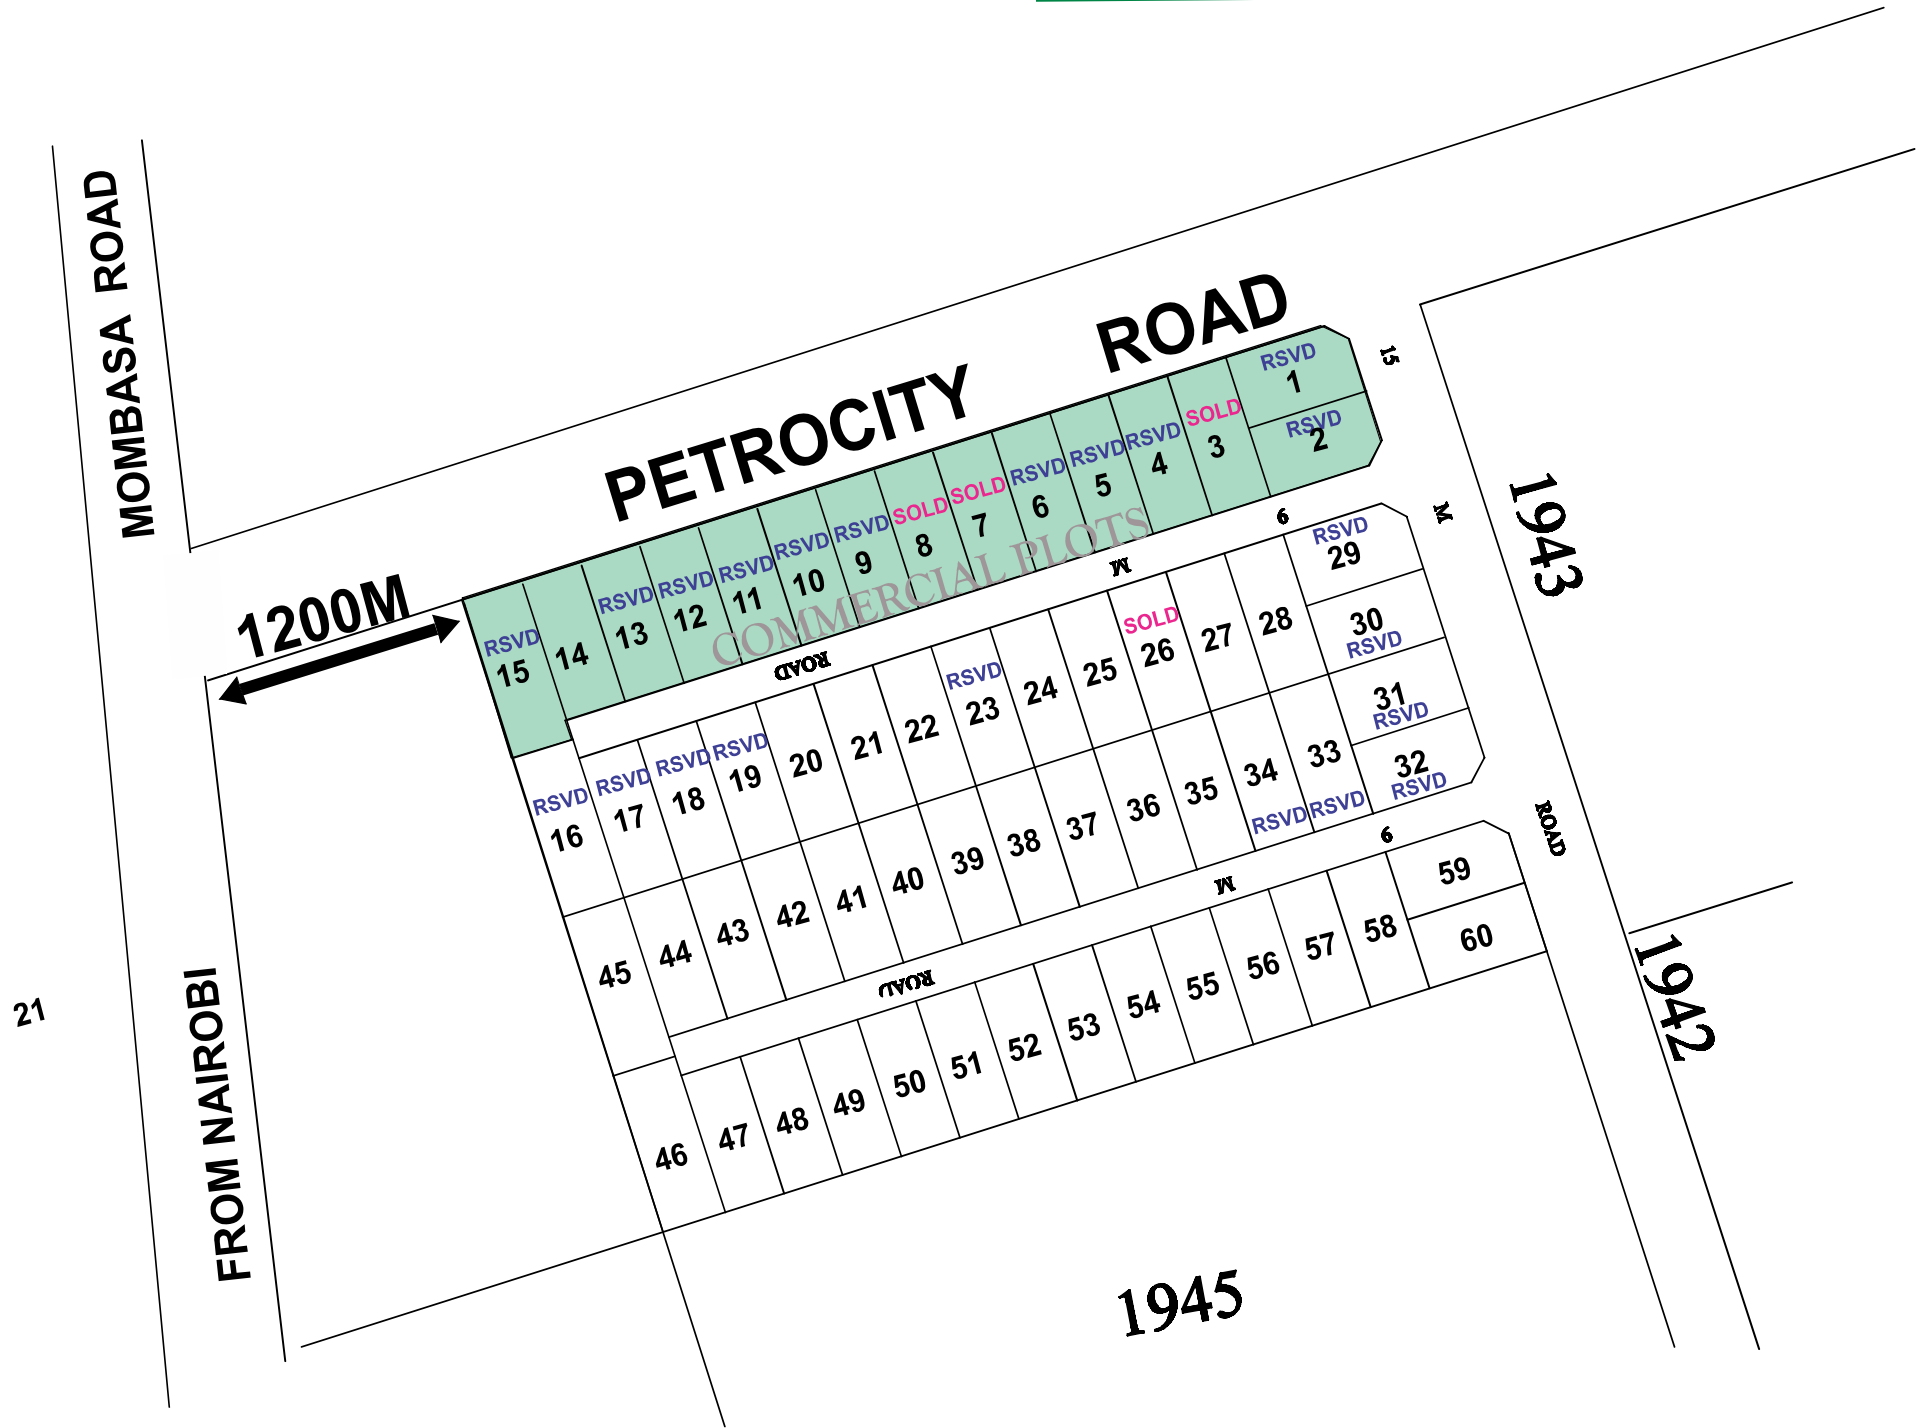 MOMBASA ROAD
FROM NAIROBI
21
1200M
PETROCITY ROAD
COMMERCIAL PLOTS
RSVD 1
RSVD 2
SOLD 3
RSVD 4
RSVD 5
RSVD 6
SOLD 7
SOLD 8
RSVD 9
RSVD 10
RSVD 11
RSVD 12
RSVD 13
14
RSVD 15
ROAD M 9
RSVD 16
RSVD 17
RSVD 18
RSVD 19
20
21
22
RSVD 23
24
25
SOLD 26
27
28
RSVD 29
30 RSVD
31 RSVD
32 RSVD
33 RSVD
34 RSVD
35
36
37
38
39
40
41
42
43
44
45
ROAD M 9
46
47
48
49
50
51
52
53
54
55
56
57
58
59
60
15 M ROAD
1943
1942
1945